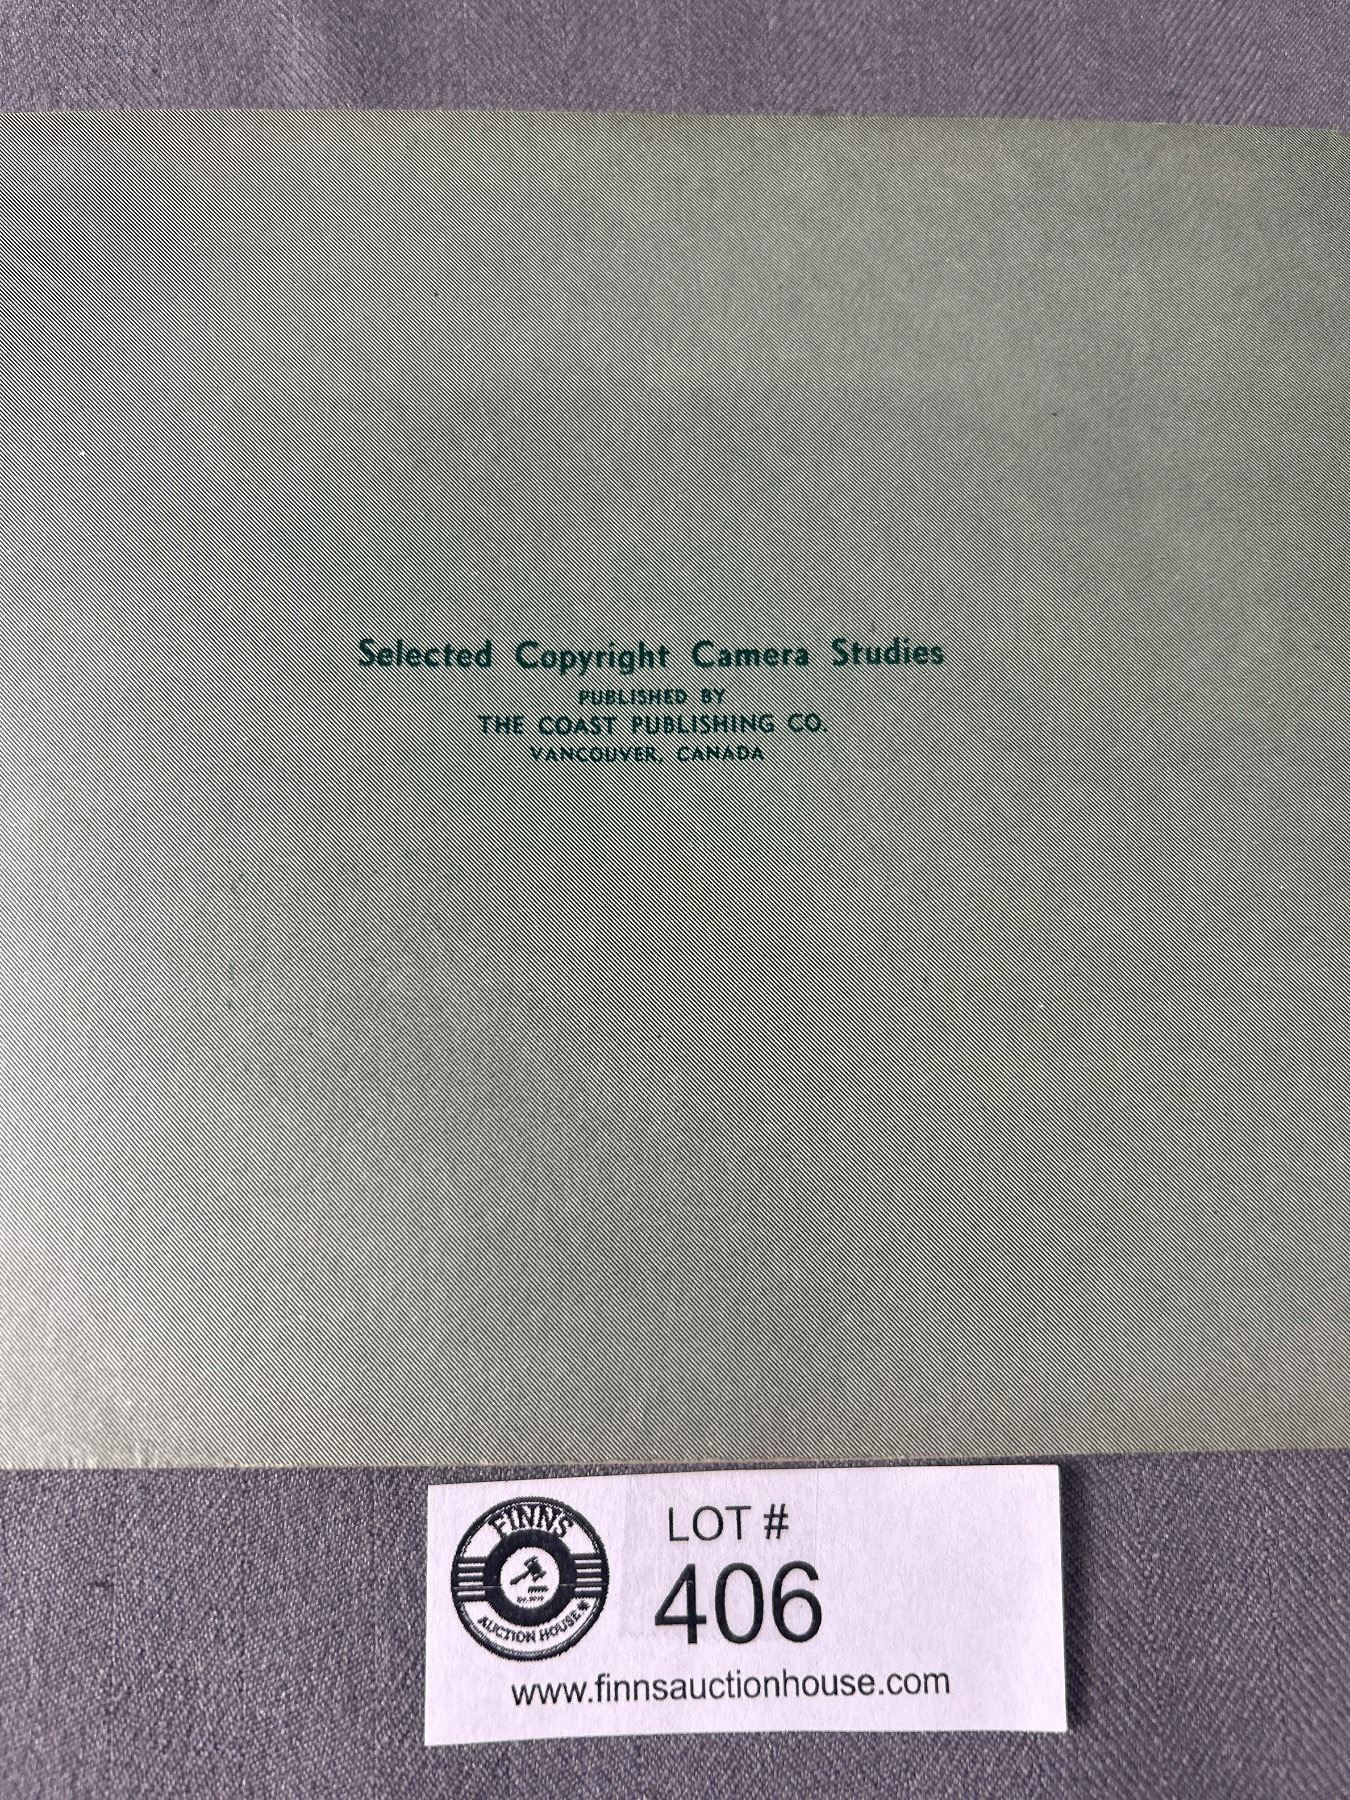 Selected Copyright Camera Studies
PUBLISHED BY
THE COAST PUBLISHING CO.
VANCOUVER, CANADA
FINNS
AUCTION HOUSE
LOT #
406
www.finnsauctionhouse.com